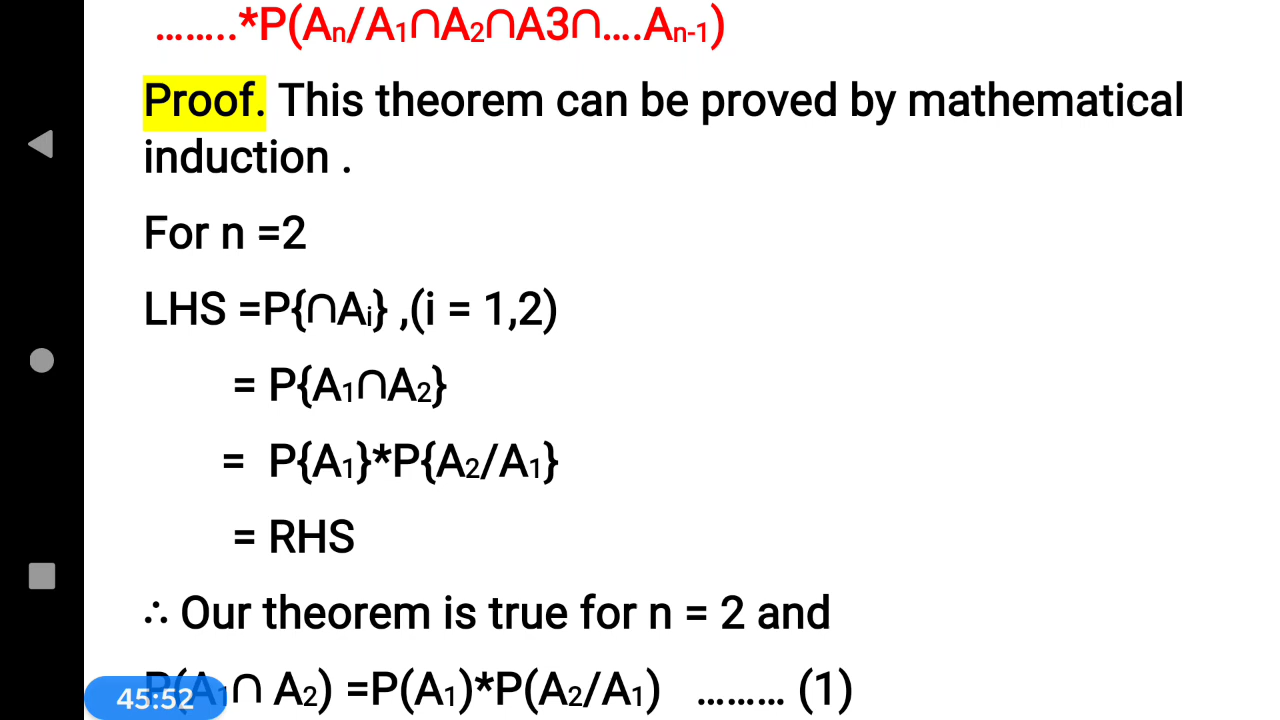 ........*P(Aₙ/A₁∩A₂∩A3∩....Aₙ₋₁)
Proof. This theorem can be proved by mathematical
induction .
For n =2
LHS =P{∩Aᵢ} ,(i = 1,2)
= P{A₁∩A₂}
= P{A₁}*P{A₂/A₁}
= RHS
∴ Our theorem is true for n = 2 and
P(A₁∩ A₂) =P(A₁)*P(A₂/A₁) ......... (1)
45:52